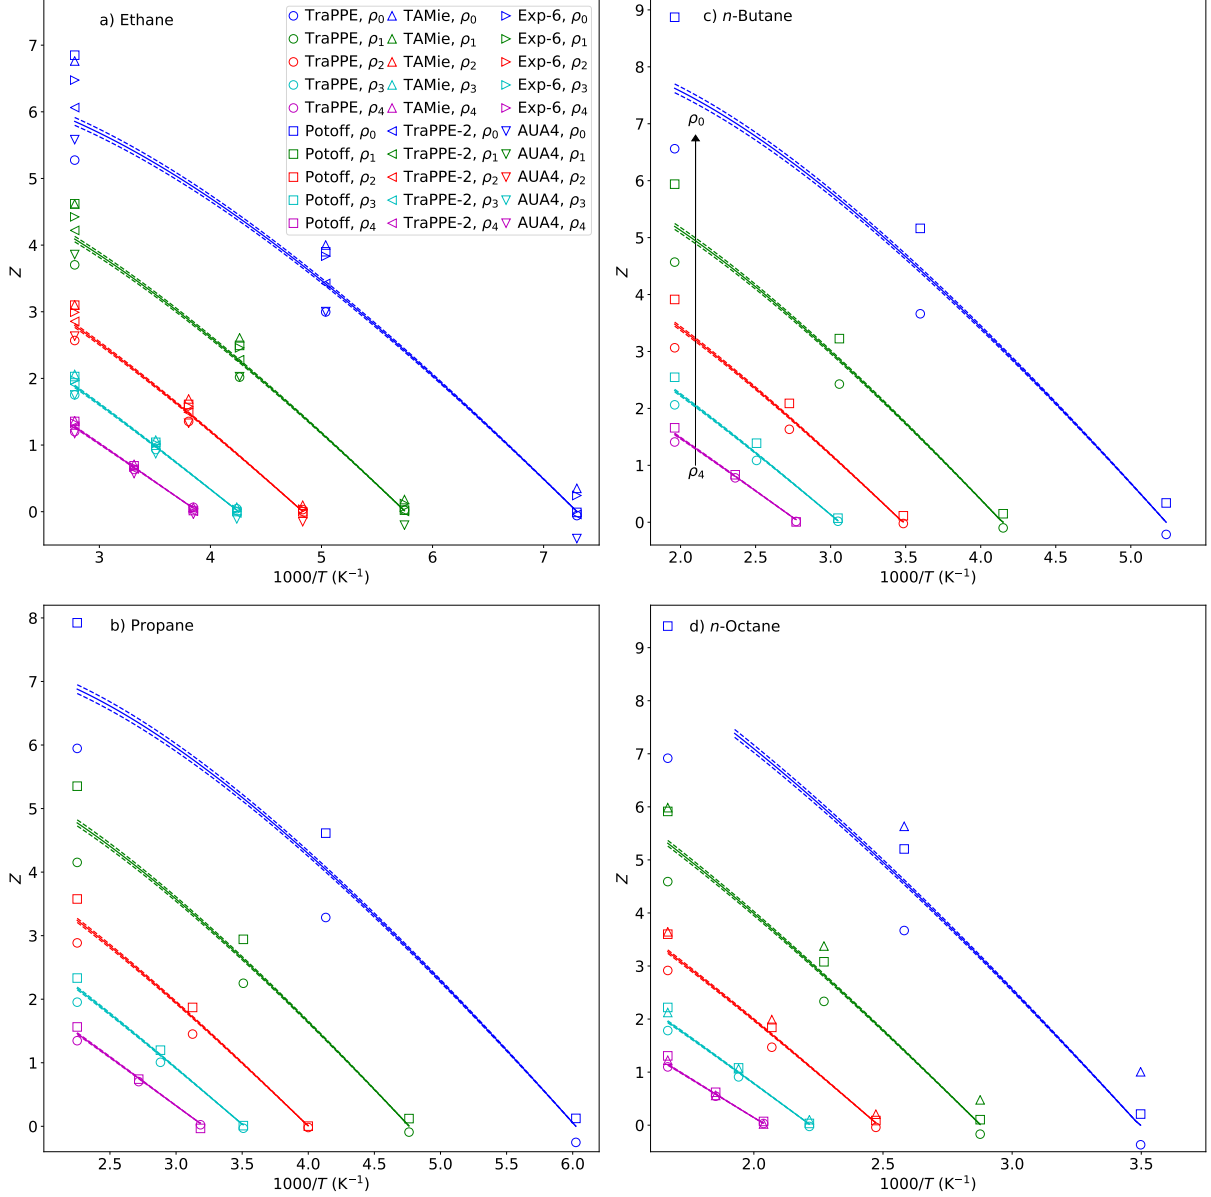 a) Ethane
TraPPE, ρ0 TAMie, ρ0 Exp-6, ρ0
TraPPE, ρ1 TAMie, ρ1 Exp-6, ρ1
TraPPE, ρ2 TAMie, ρ2 Exp-6, ρ2
TraPPE, ρ3 TAMie, ρ3 Exp-6, ρ3
TraPPE, ρ4 TAMie, ρ4 Exp-6, ρ4
Potoff, ρ0 TraPPE-2, ρ0 AUA4, ρ0
Potoff, ρ1 TraPPE-2, ρ1 AUA4, ρ1
Potoff, ρ2 TraPPE-2, ρ2 AUA4, ρ2
Potoff, ρ3 TraPPE-2, ρ3 AUA4, ρ3
Potoff, ρ4 TraPPE-2, ρ4 AUA4, ρ4
7
6
5
4
3
2
1
0
Z
3 4 5 6 7
1000/T (K−1)
c) n-Butane
ρ0
ρ4
9
8
7
6
5
4
3
2
1
0
Z
2.0 2.5 3.0 3.5 4.0 4.5 5.0
1000/T (K−1)
b) Propane
8
7
6
5
4
3
2
1
0
Z
2.5 3.0 3.5 4.0 4.5 5.0 5.5 6.0
1000/T (K−1)
d) n-Octane
9
8
7
6
5
4
3
2
1
0
Z
2.0 2.5 3.0 3.5
1000/T (K−1)